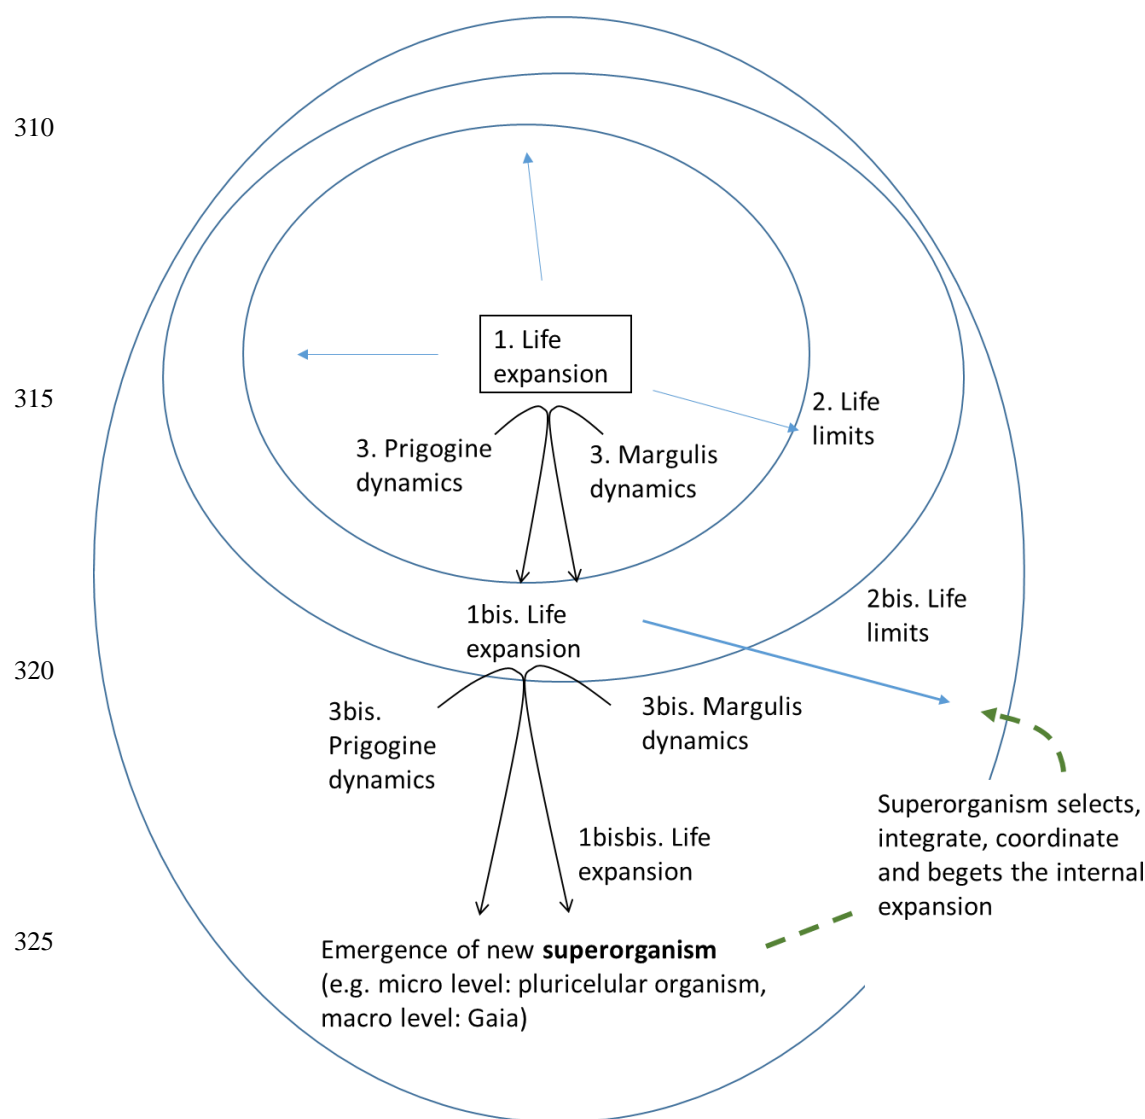 310
1. Life
expansion
315
2. Life
limits
3. Prigogine
dynamics
3. Margulis
dynamics
1bis. Life
expansion
2bis. Life
limits
320
3bis.
Prigogine
dynamics
3bis. Margulis
dynamics
1bisbis. Life
expansion
Superorganism selects,
integrate, coordinate
and begets the internal
expansion
325
Emergence of new superorganism
(e.g. micro level: pluricelular organism,
macro level: Gaia)